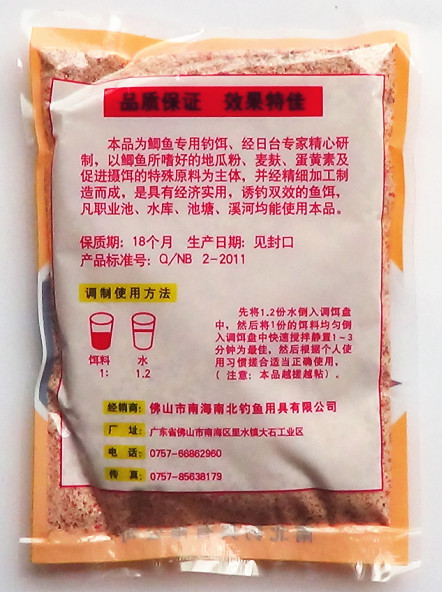 品质保证 效果特佳
本品为鲫鱼专用钓饵、经日台专家精心研
制，以鲫鱼所嗜好的地瓜粉、麦麸、蛋黄素及
促进摄饵的特殊原料为主体，并经精细加工制
造而成，是具有经济实用，诱钓双效的鱼饵，
凡职业池、水库、池塘、溪河均能使用本品。
保质期：18个月 生产日期：见封口
产品标准号：Q/NB 2-2011
调制使用方法
先将1.2份水倒入调饵盘
中，然后将1份的饵料均匀倒
入调饵盘中快速搅拌静置1－3
分钟为最佳，然后根据个人使
用习惯搓合适当正确使用，
（注意：本品越搓越粘）。
饵料 水
1： 1.2
经销商：佛山市南海南北钓鱼用具有限公司
厂 址：广东省佛山市南海区里水镇大石工业区
电 话：0757-66862960
传 真：0757-85638179